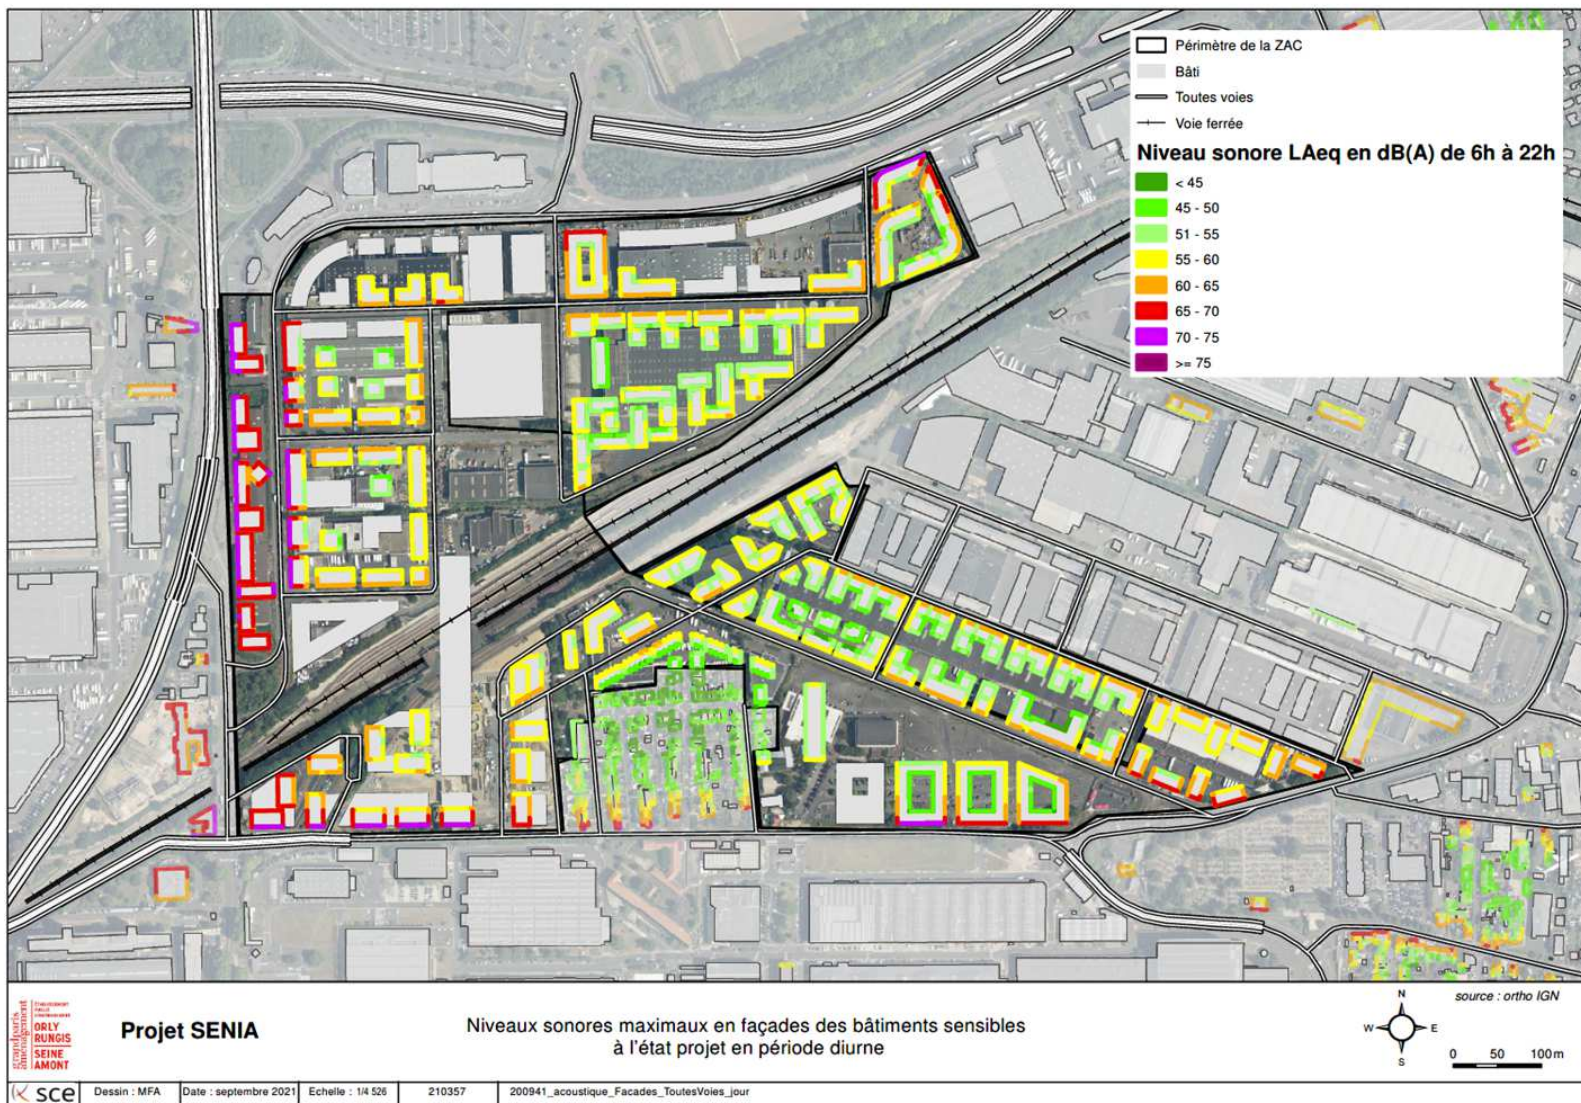 Périmètre de la ZAC
Bâti
Toutes voies
Voie ferrée
Niveau sonore LAeq en dB(A) de 6h à 22h
< 45
45 - 50
51 - 55
55 - 60
60 - 65
65 - 70
70 - 75
>= 75
grandparis
aménagement
ORLY
RUNGIS
SEINE
AMONT
Projet SENIA
Niveaux sonores maximaux en façades des bâtiments sensibles
à l'état projet en période diurne
N
W
E
S
source : ortho IGN
0 50 100m
sce
Dessin : MFA
Date : septembre 2021
Echelle : 1/4 526
210357
200941_acoustique_Facades_ToutesVoies_jour